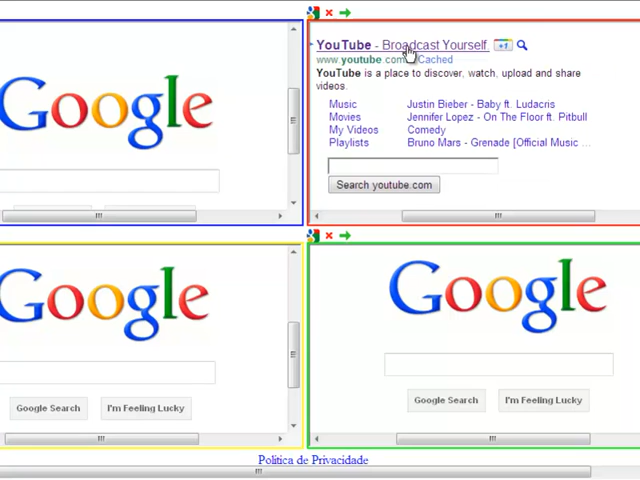 Google
YouTube - Broadcast Yourself.
+1
www.youtube.com Cached
YouTube is a place to discover, watch, upload and share
videos.
Music Justin Bieber - Baby ft. Ludacris
Movies Jennifer Lopez - On The Floor ft. Pitbull
My Videos Comedy
Playlists Bruno Mars - Grenade [Official Music ...
Search youtube.com
Google
Google Search I'm Feeling Lucky
Google
Google Search I'm Feeling Lucky
Política de Privacidade